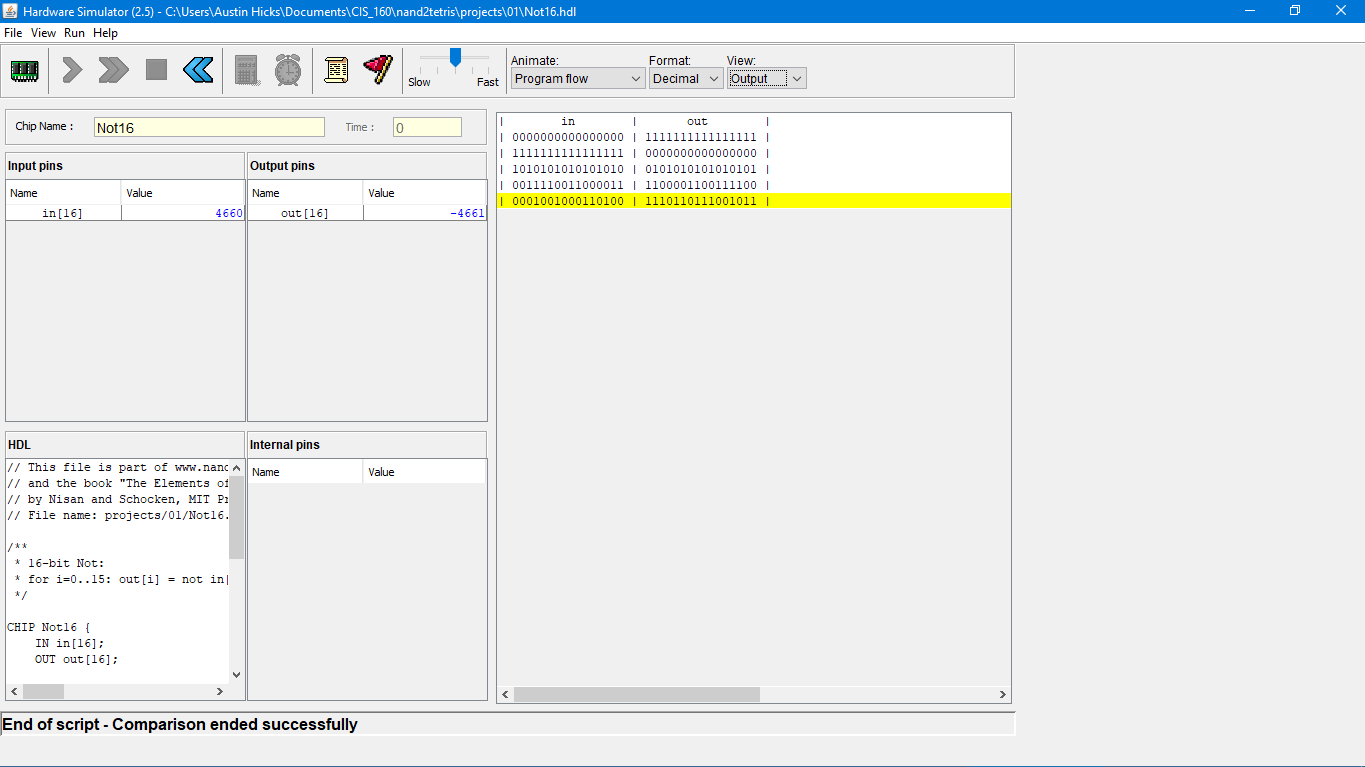 Hardware Simulator (2.5) - C:\Users\Austin Hicks\Documents\CIS_160\nand2tetris\projects\01\Not16.hdl
File View Run Help
Slow Fast
Animate: Format: View:
Program flow Decimal Output
Chip Name : Not16 Time : 0
Input pins
Name Value
in[16] 4660
Output pins
Name Value
out[16] -4661
HDL
// This file is part of www.nand
// and the book "The Elements of
// by Nisan and Schocken, MIT Pr
// File name: projects/01/Not16.
/**
* 16-bit Not:
* for i=0..15: out[i] = not in[
*/
CHIP Not16 {
IN in[16];
OUT out[16];
Internal pins
Name Value
| in | out |
| 0000000000000000 | 1111111111111111 |
| 1111111111111111 | 0000000000000000 |
| 1010101010101010 | 0101010101010101 |
| 0011110011000011 | 1100001100111100 |
| 0001001000110100 | 1110110111001011 |
End of script - Comparison ended successfully